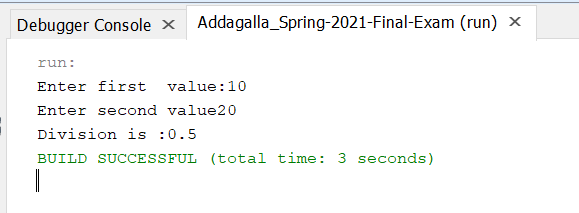 Debugger Console × Addagalla_Spring-2021-Final-Exam (run) ×
run:
Enter first  value:10
Enter second value20
Division is :0.5
BUILD SUCCESSFUL (total time: 3 seconds)